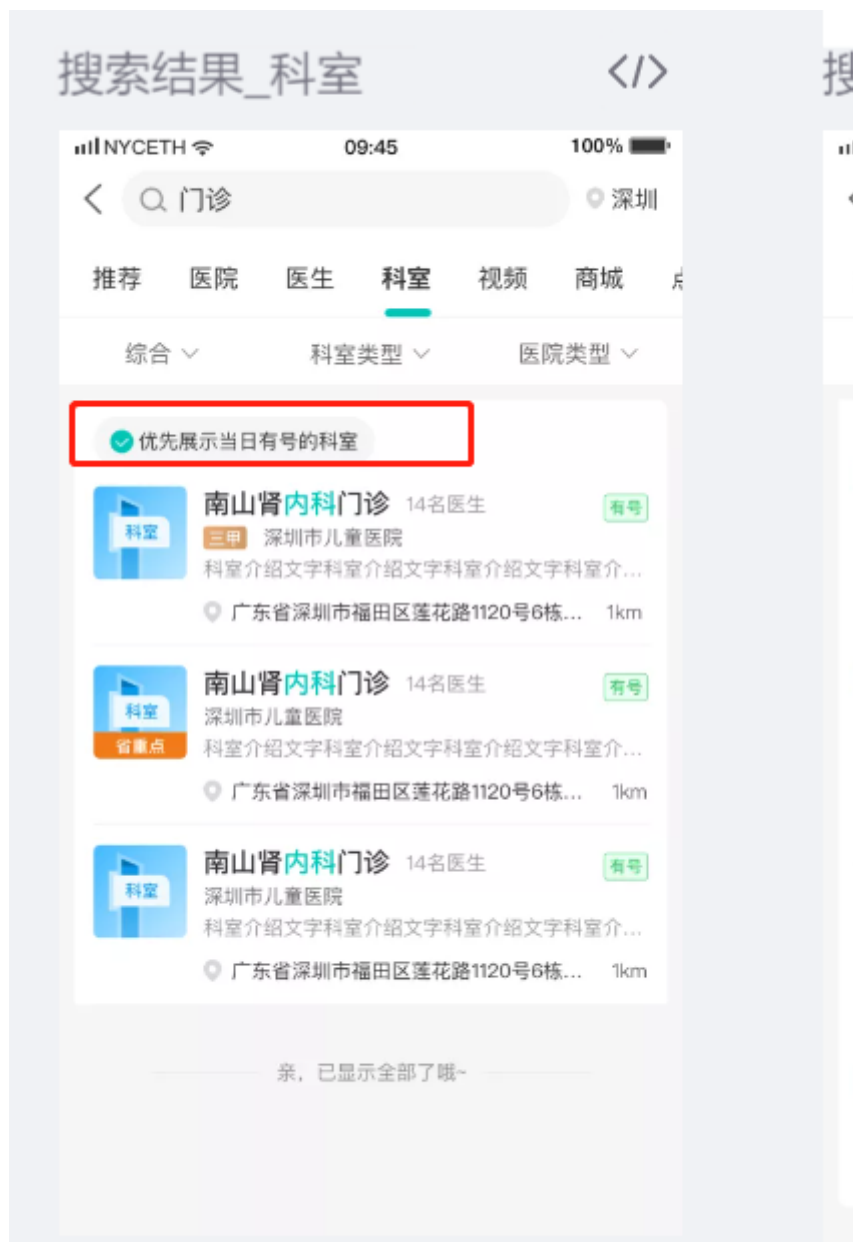 搜索结果_科室 </>
NYCETH 09:45 100%
门诊 深圳
推荐 医院 医生 科室 视频 商城
综合 科室类型 医院类型
优先展示当日有号的科室
科室 南山肾内科门诊 14名医生 有号
三甲 深圳市儿童医院
科室介绍文字科室介绍文字科室介绍文字科室介...
广东省深圳市福田区莲花路1120号6栋... 1km
科室 南山肾内科门诊 14名医生 有号
深圳市儿童医院
省重点 科室介绍文字科室介绍文字科室介绍文字科室介...
广东省深圳市福田区莲花路1120号6栋... 1km
科室 南山肾内科门诊 14名医生 有号
深圳市儿童医院
科室介绍文字科室介绍文字科室介绍文字科室介...
广东省深圳市福田区莲花路1120号6栋... 1km
亲，已显示全部了哦~